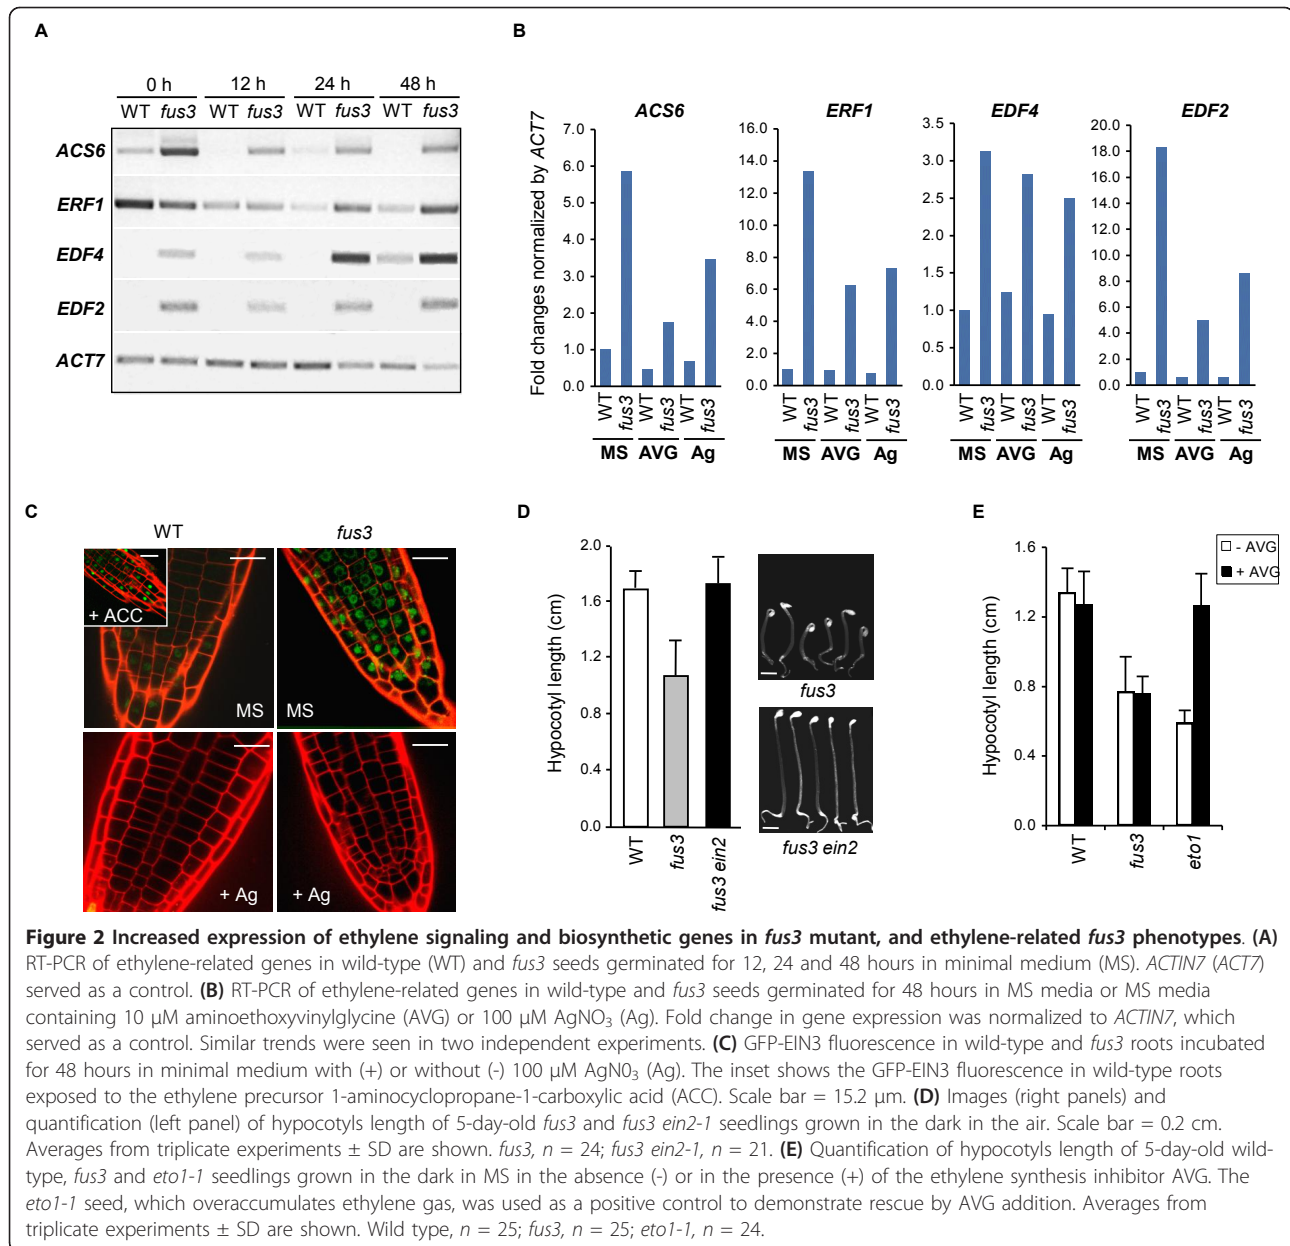 A
0 h 12 h 24 h 48 h
WT fus3 WT fus3 WT fus3 WT fus3
ACS6
ERF1
EDF4
EDF2
ACT7
B
Fold changes normalized by ACT7
ACS6
7.0
6.0
5.0
4.0
3.0
2.0
1.0
0.0
WT fus3 WT fus3 WT fus3
MS AVG Ag
ERF1
16.0
14.0
12.0
10.0
8.0
6.0
4.0
2.0
0.0
WT fus3 WT fus3 WT fus3
MS AVG Ag
EDF4
3.5
3.0
2.5
2.0
1.5
1.0
0.5
0.0
WT fus3 WT fus3 WT fus3
MS AVG Ag
EDF2
20.0
18.0
16.0
14.0
12.0
10.0
8.0
6.0
4.0
2.0
0.0
WT fus3 WT fus3 WT fus3
MS AVG Ag
C
WT fus3
+ ACC
MS MS
+ Ag + Ag
D
Hypocotyl length (cm)
2.0
1.6
1.2
0.8
0.4
0.0
WT fus3 fus3 ein2
fus3
fus3 ein2
E
Hypocotyl length (cm)
1.6
1.2
0.8
0.4
0.0
- AVG
+ AVG
WT fus3 eto1
Figure 2 Increased expression of ethylene signaling and biosynthetic genes in fus3 mutant, and ethylene-related fus3 phenotypes. (A)
RT-PCR of ethylene-related genes in wild-type (WT) and fus3 seeds germinated for 12, 24 and 48 hours in minimal medium (MS). ACTIN7 (ACT7)
served as a control. (B) RT-PCR of ethylene-related genes in wild-type and fus3 seeds germinated for 48 hours in MS media or MS media
containing 10 μM aminoethoxyvinylglycine (AVG) or 100 μM AgNO3 (Ag). Fold change in gene expression was normalized to ACTIN7, which
served as a control. Similar trends were seen in two independent experiments. (C) GFP-EIN3 fluorescence in wild-type and fus3 roots incubated
for 48 hours in minimal medium with (+) or without (-) 100 μM AgN03 (Ag). The inset shows the GFP-EIN3 fluorescence in wild-type roots
exposed to the ethylene precursor 1-aminocyclopropane-1-carboxylic acid (ACC). Scale bar = 15.2 μm. (D) Images (right panels) and
quantification (left panel) of hypocotyls length of 5-day-old fus3 and fus3 ein2-1 seedlings grown in the dark in the air. Scale bar = 0.2 cm.
Averages from triplicate experiments ± SD are shown. fus3, n = 24; fus3 ein2-1, n = 21. (E) Quantification of hypocotyls length of 5-day-old wild-
type, fus3 and eto1-1 seedlings grown in the dark in MS in the absence (-) or in the presence (+) of the ethylene synthesis inhibitor AVG. The
eto1-1 seed, which overaccumulates ethylene gas, was used as a positive control to demonstrate rescue by AVG addition. Averages from
triplicate experiments ± SD are shown. Wild type, n = 25; fus3, n = 25; eto1-1, n = 24.